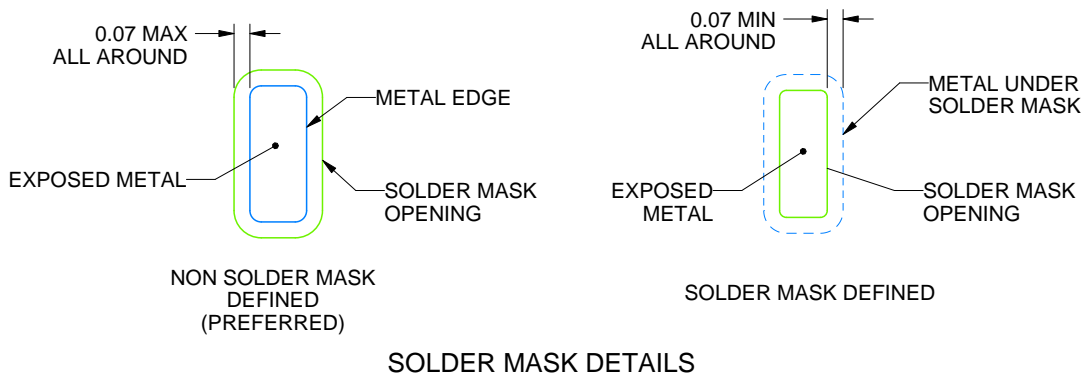 0.07 MAX
ALL AROUND
METAL EDGE
EXPOSED METAL
SOLDER MASK
OPENING
NON SOLDER MASK
DEFINED
(PREFERRED)
0.07 MIN
ALL AROUND
METAL UNDER
SOLDER MASK
EXPOSED
METAL
SOLDER MASK
OPENING
SOLDER MASK DEFINED
SOLDER MASK DETAILS